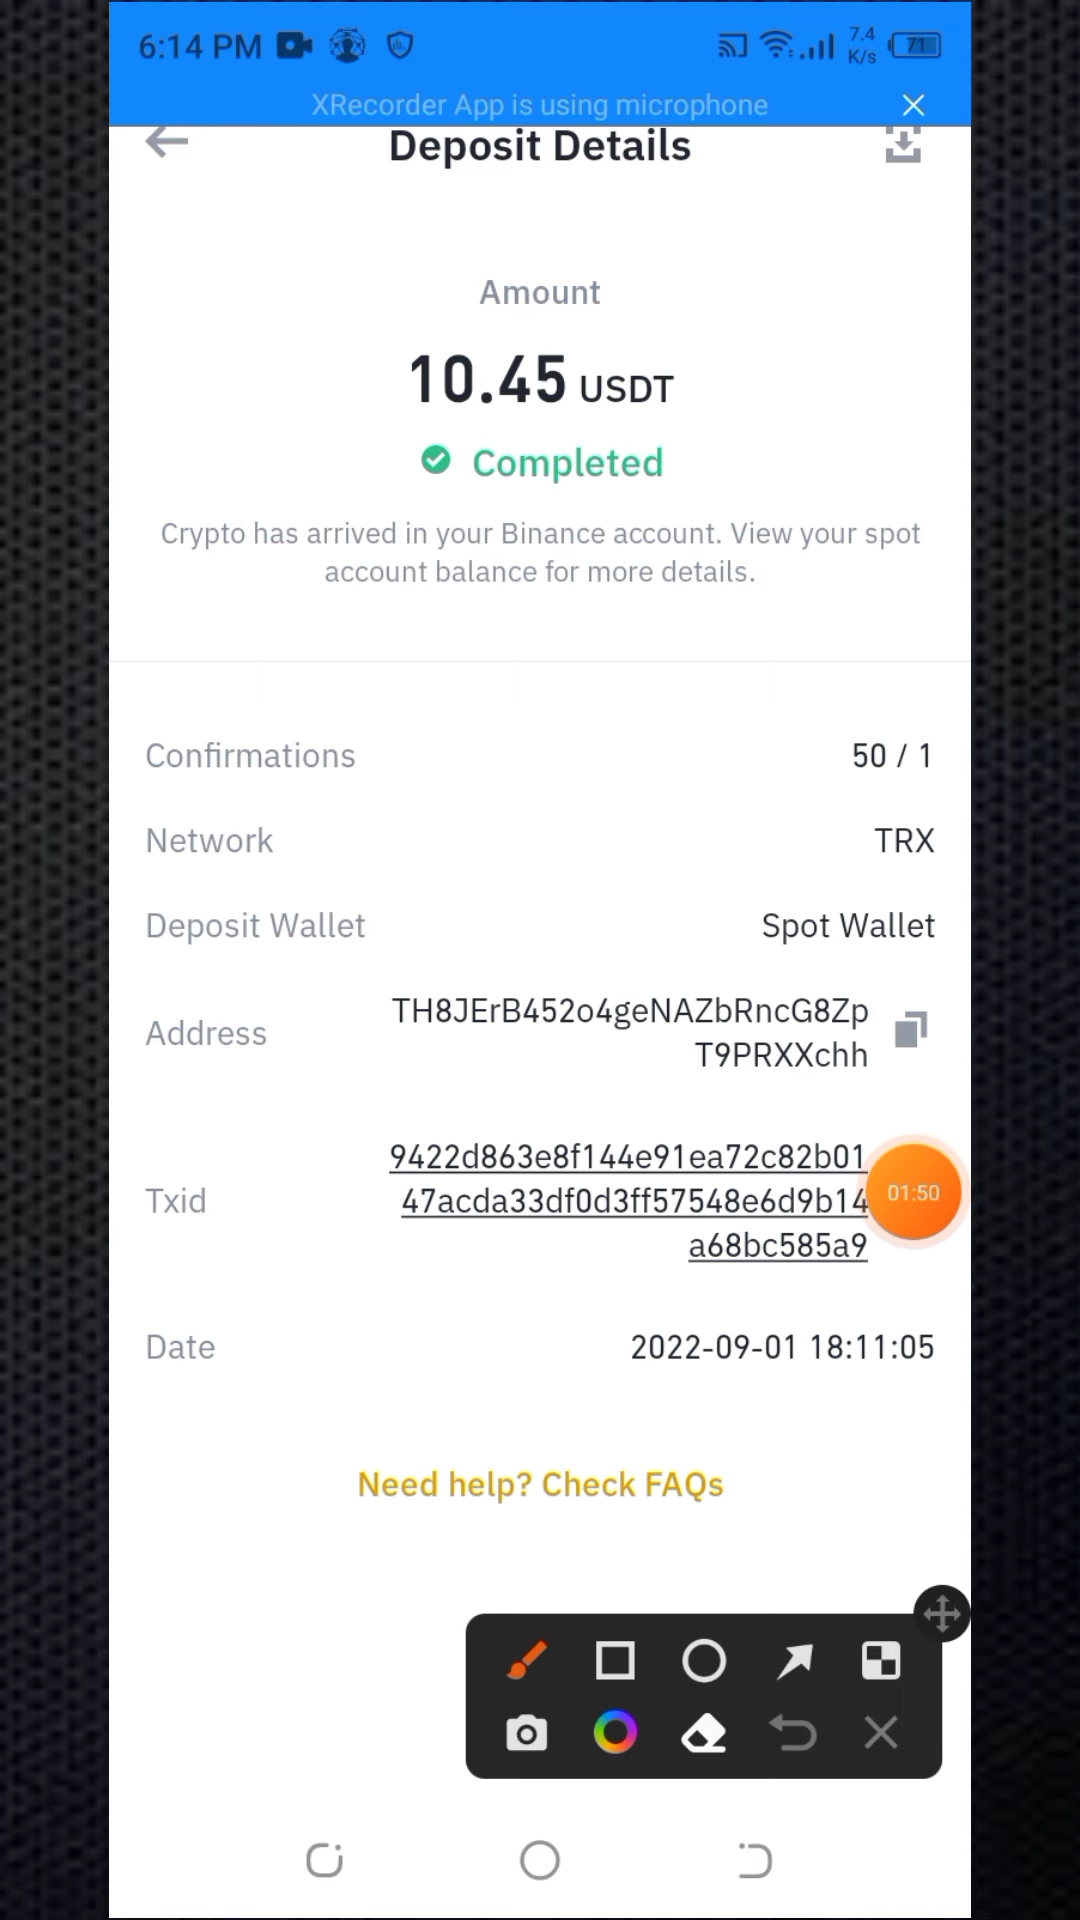 6:14 PM
7.4
K/s
71
XRecorder App is using microphone
Deposit Details
Amount
10.45 USDT
Completed
Crypto has arrived in your Binance account. View your spot
account balance for more details.
Confirmations 50 / 1
Network TRX
Deposit Wallet Spot Wallet
Address TH8JErB452o4geNAZbRncG8Zp
T9PRXXchh
Txid 9422d863e8f144e91ea72c82b01
47acda33df0d3ff57548e6d9b14
a68bc585a9
01:50
Date 2022-09-01 18:11:05
Need help? Check FAQs